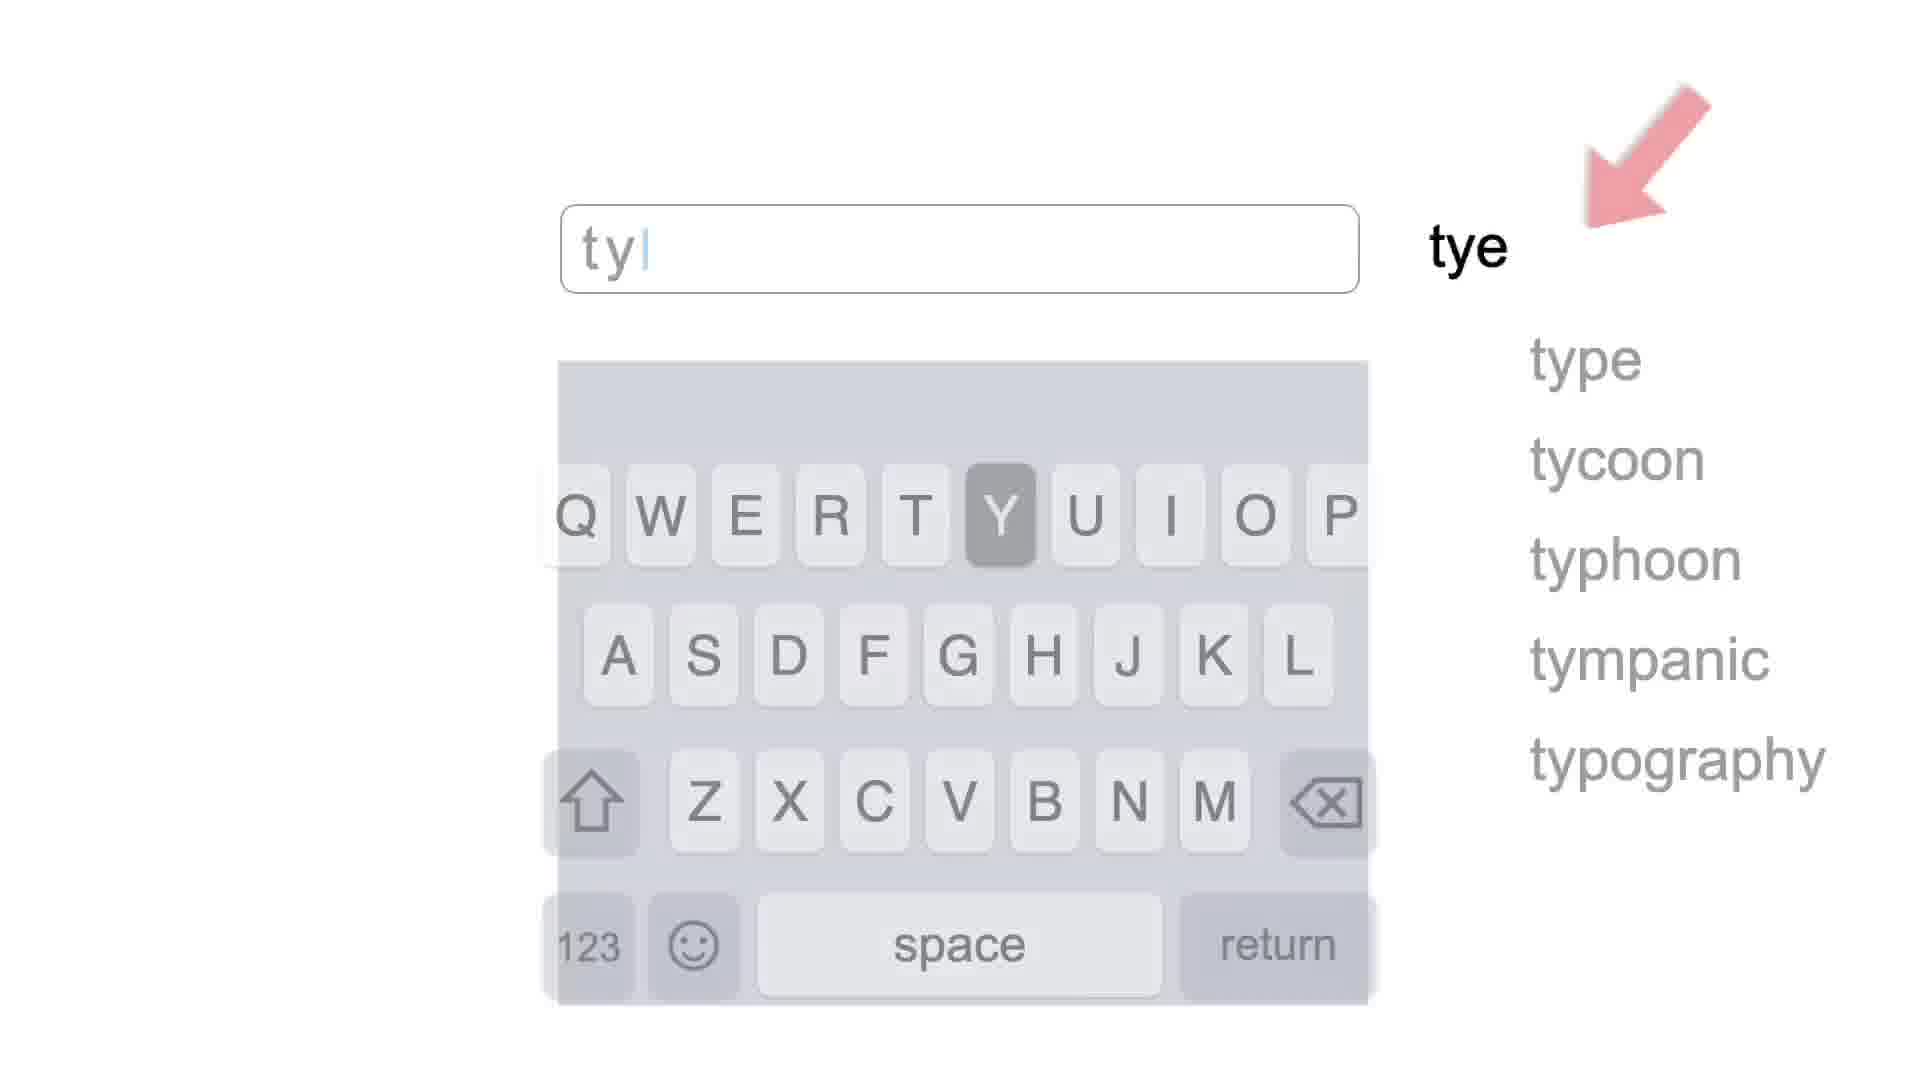 ty
tye
type
tycoon
typhoon
tympanic
typography
Q W E R T Y U I O P
A S D F G H J K L
Z X C V B N M
123 space return